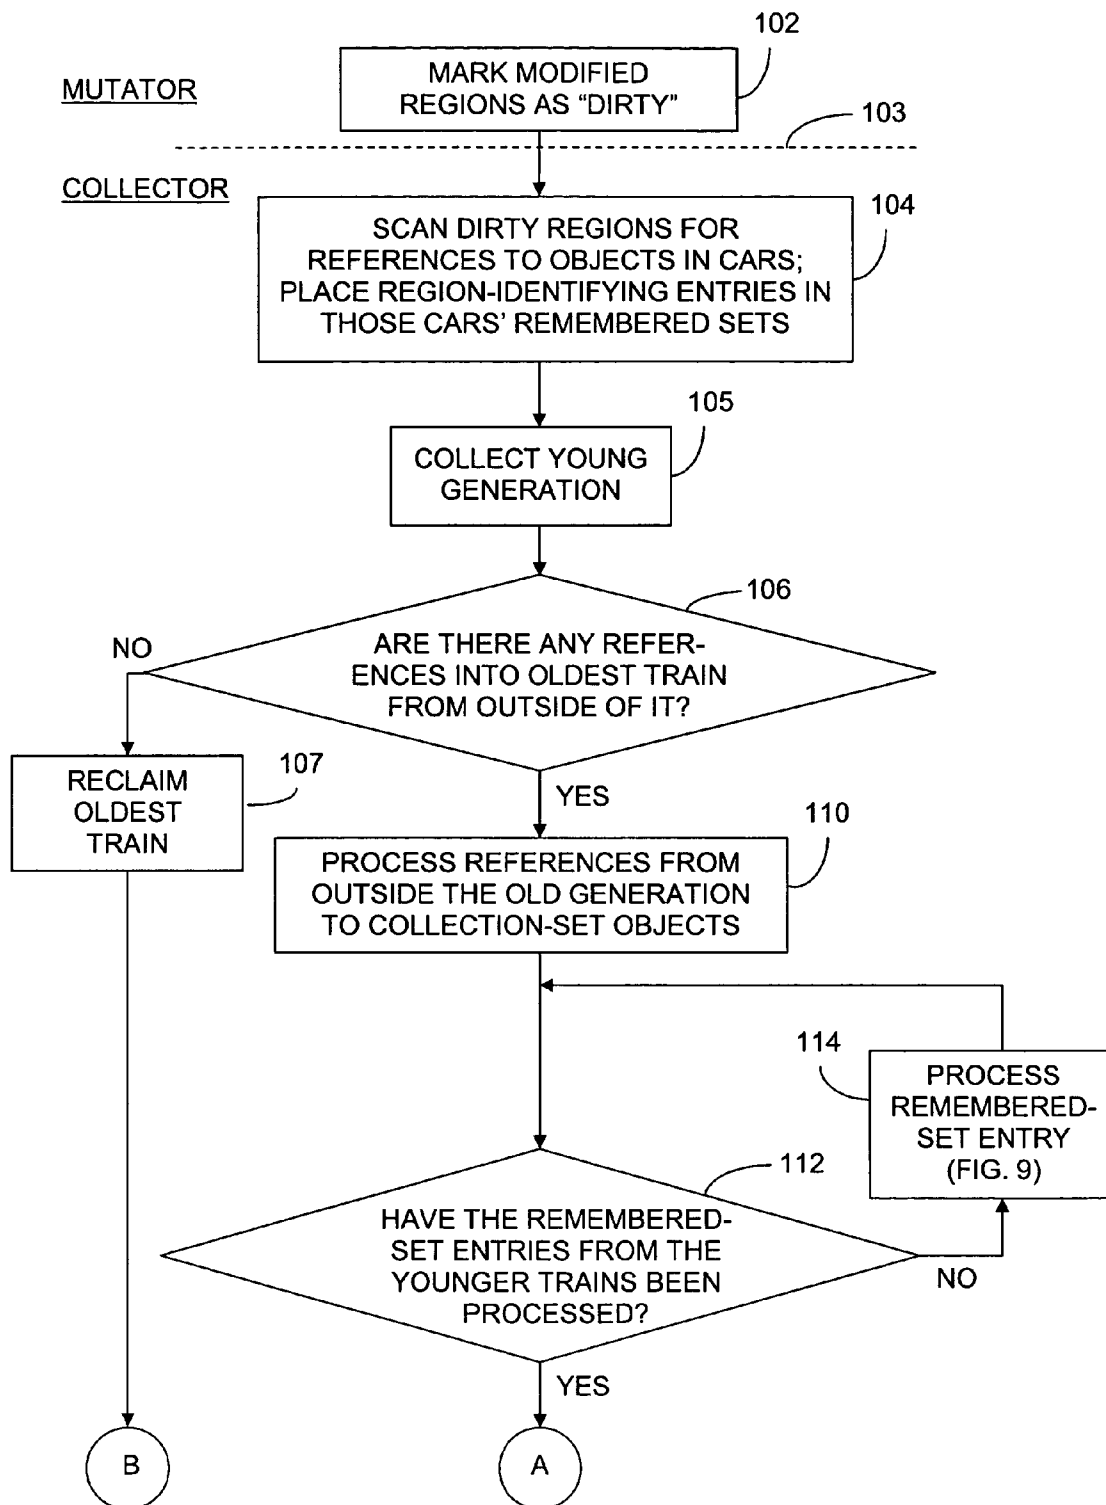 102
MUTATOR
MARK MODIFIED
REGIONS AS “DIRTY”
103
COLLECTOR
104
SCAN DIRTY REGIONS FOR
REFERENCES TO OBJECTS IN CARS;
PLACE REGION-IDENTIFYING ENTRIES IN
THOSE CARS’ REMEMBERED SETS
105
COLLECT YOUNG
GENERATION
106
ARE THERE ANY REFER-
ENCES INTO OLDEST TRAIN
FROM OUTSIDE OF IT?
NO
107
RECLAIM
OLDEST
TRAIN
YES
110
PROCESS REFERENCES FROM
OUTSIDE THE OLD GENERATION
TO COLLECTION-SET OBJECTS
114
PROCESS
REMEMBERED-
SET ENTRY
(FIG. 9)
112
HAVE THE REMEMBERED-
SET ENTRIES FROM THE
YOUNGER TRAINS BEEN
PROCESSED?
NO
YES
B
A